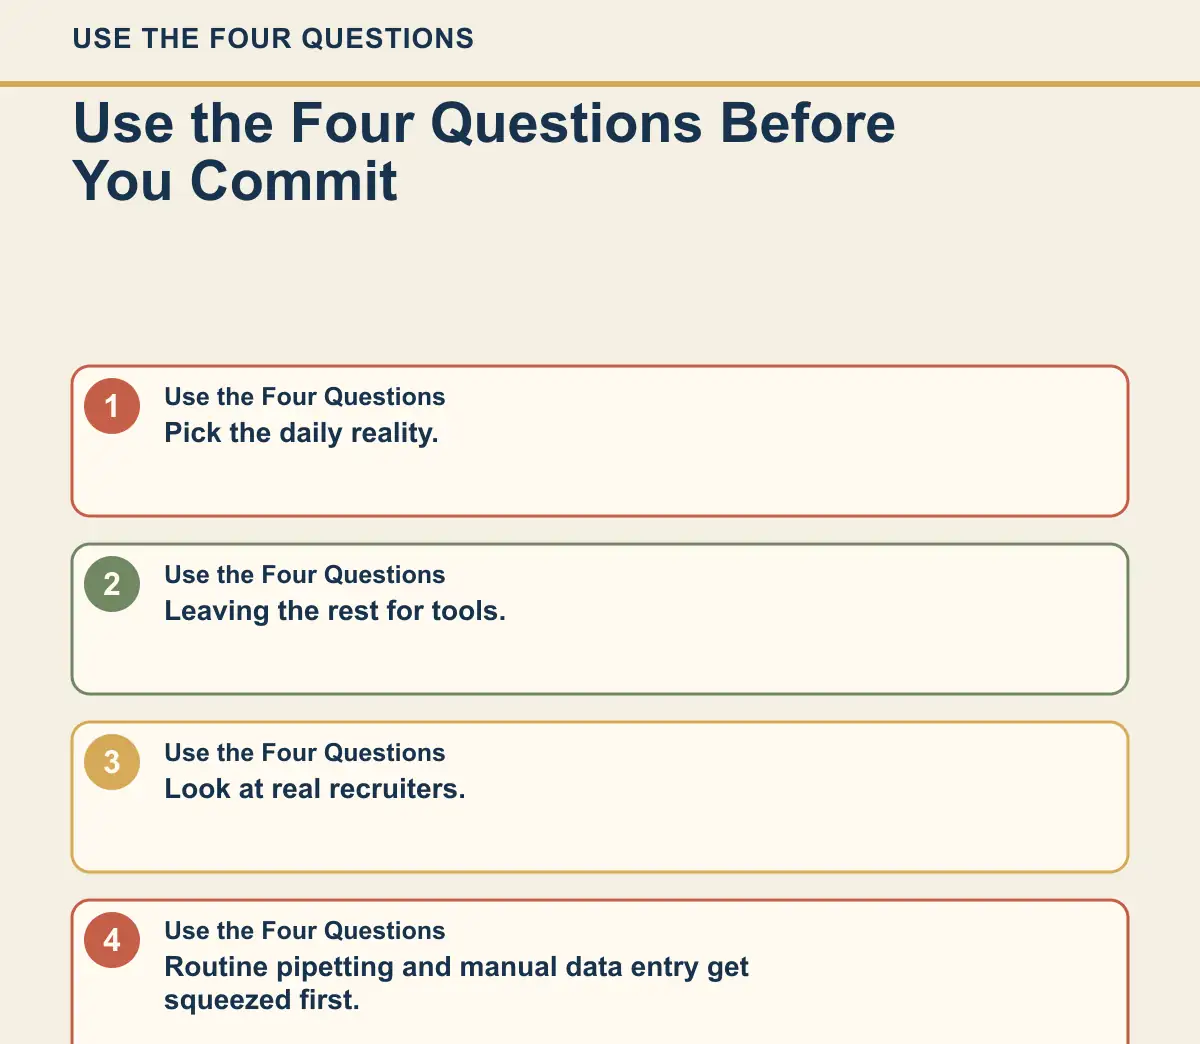 USE THE FOUR QUESTIONS
Use the Four Questions Before
You Commit
1
Use the Four Questions
Pick the daily reality.
2
Use the Four Questions
Leaving the rest for tools.
3
Use the Four Questions
Look at real recruiters.
4
Use the Four Questions
Routine pipetting and manual data entry get
squeezed first.